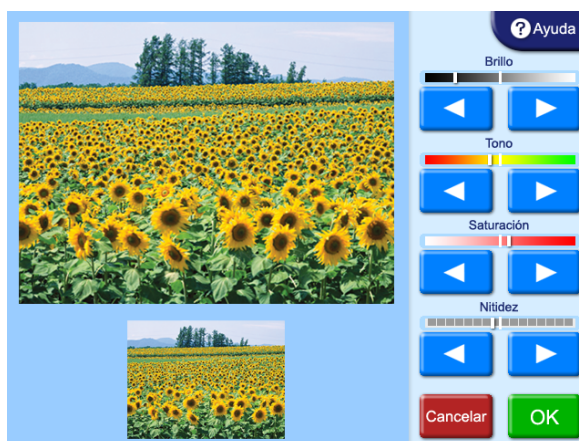 ? Ayuda
Brillo
Tono
Saturación
Nitidez
Cancelar
OK